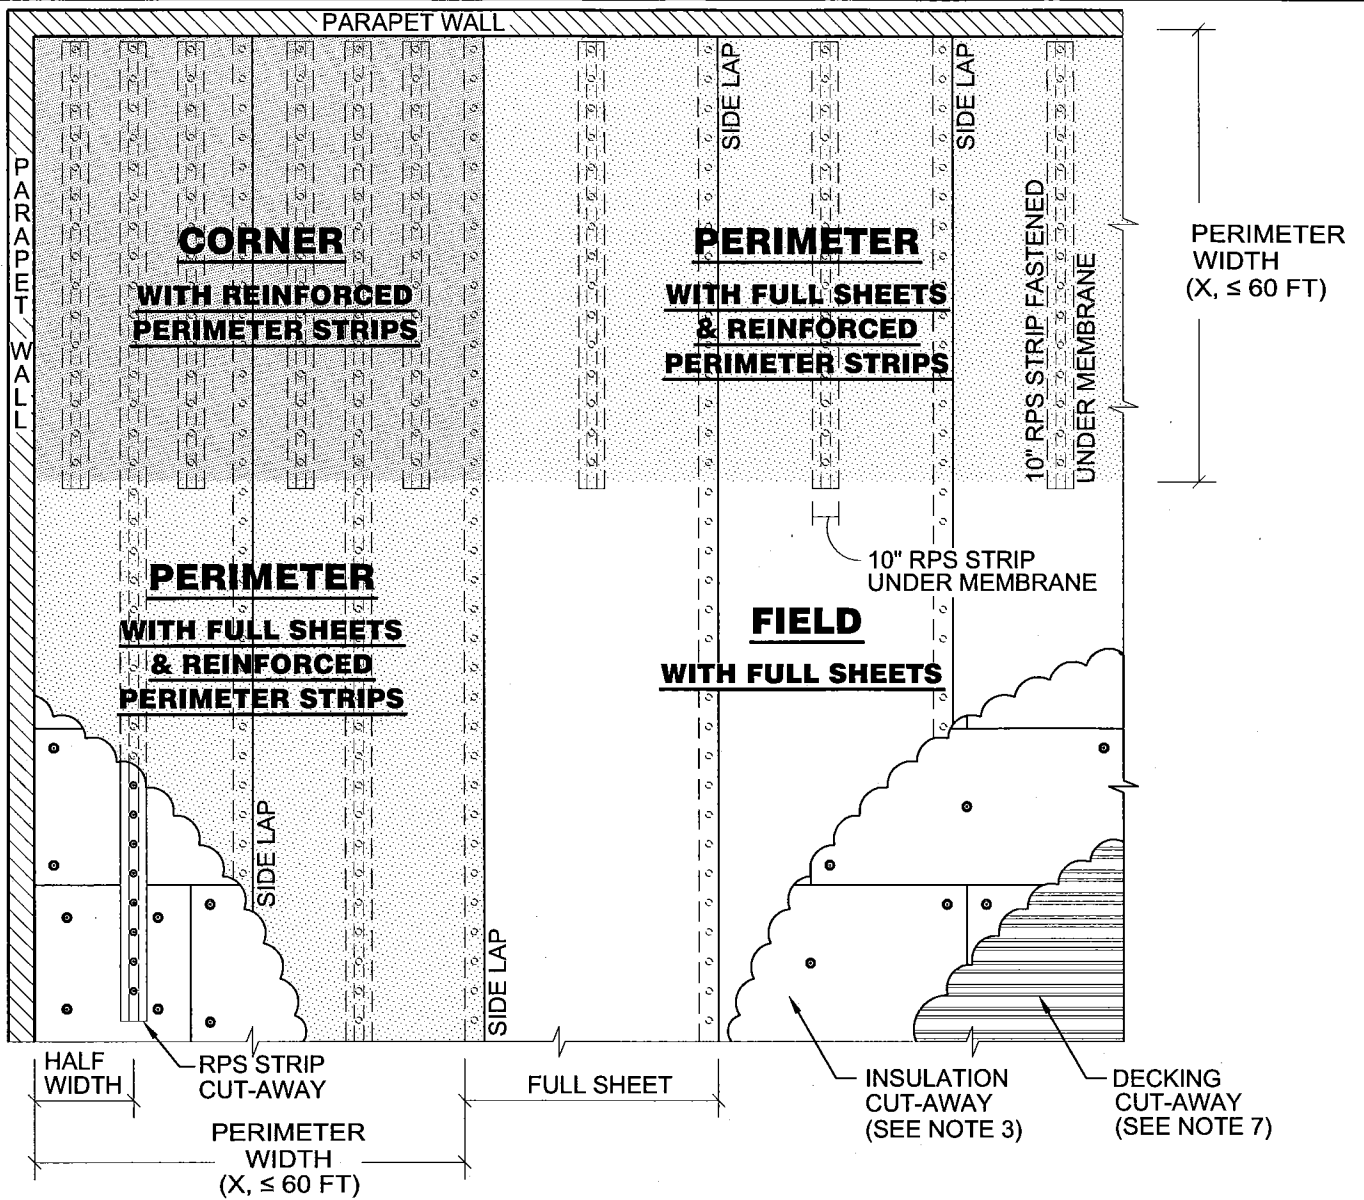 PARAPET WALL
PARAPET WALL
SIDE LAP
SIDE LAP
CORNER
WITH REINFORCED
PERIMETER STRIPS
PERIMETER
WITH FULL SHEETS
& REINFORCED
PERIMETER STRIPS
10" RPS STRIP FASTENED
UNDER MEMBRANE
PERIMETER
WIDTH
(X, ≤ 60 FT)
10" RPS STRIP
UNDER MEMBRANE
PERIMETER
WITH FULL SHEETS
& REINFORCED
PERIMETER STRIPS
FIELD
WITH FULL SHEETS
SIDE LAP
SIDE LAP
HALF
WIDTH
RPS STRIP
CUT-AWAY
FULL SHEET
INSULATION
CUT-AWAY
(SEE NOTE 3)
DECKING
CUT-AWAY
(SEE NOTE 7)
PERIMETER
WIDTH
(X, ≤ 60 FT)